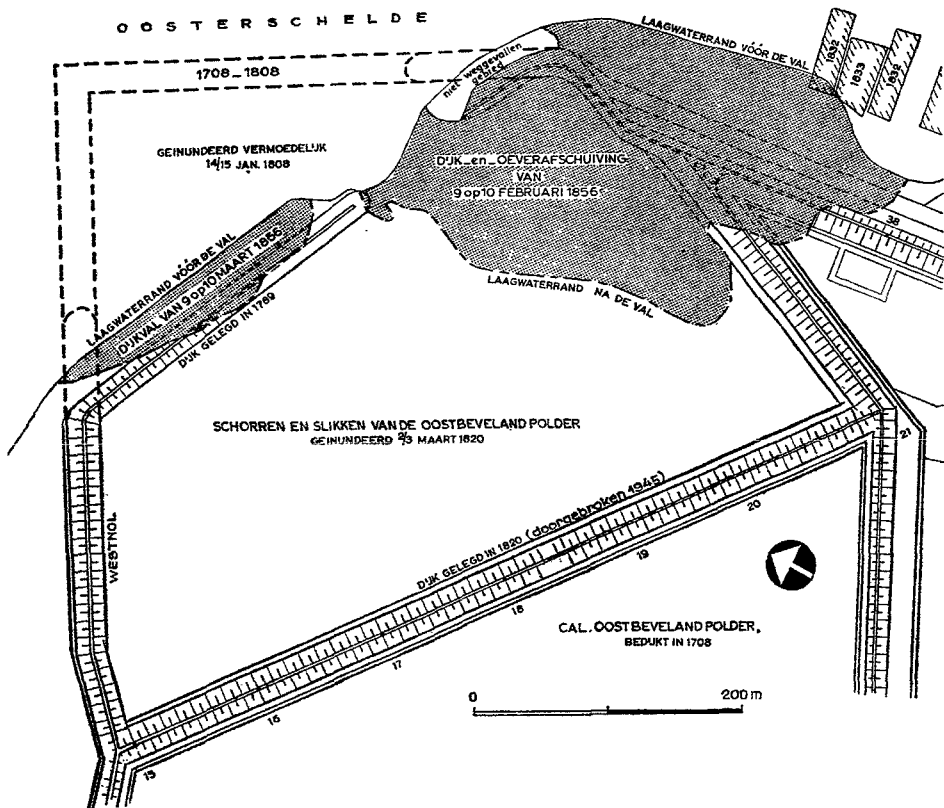 OOSTERSCHELDE
1708_1808
niet weggevallen
gebied
LAAGWATERRAND VÓÓR DE VAL
1832
1833
1832
GEINUNDEERD VERMOEDELIJK
14/15 JAN. 1808
DIJK_en_OEVERAFSCHUIVING
VAN
9 op 10 FEBRUARI 1856
38
LAAGWATERRAND VÓÓR DE VAL
DIJKVAL VAN 9 op 10 MAART 1866
DIJK GELEGD IN 1789
LAAGWATERRAND NA DE VAL
SCHORREN EN SLIKKEN VAN DE OOSTBEVELAND POLDER
GEINUNDEERD 2/3 MAART 1820
21
WESTNOL
DIJK GELEGD IN 1820 (doorgebroken 1945)
20
19
18
17
16
15
CAL. OOSTBEVELAND POLDER,
BEDIJKT IN 1708
0
200 m